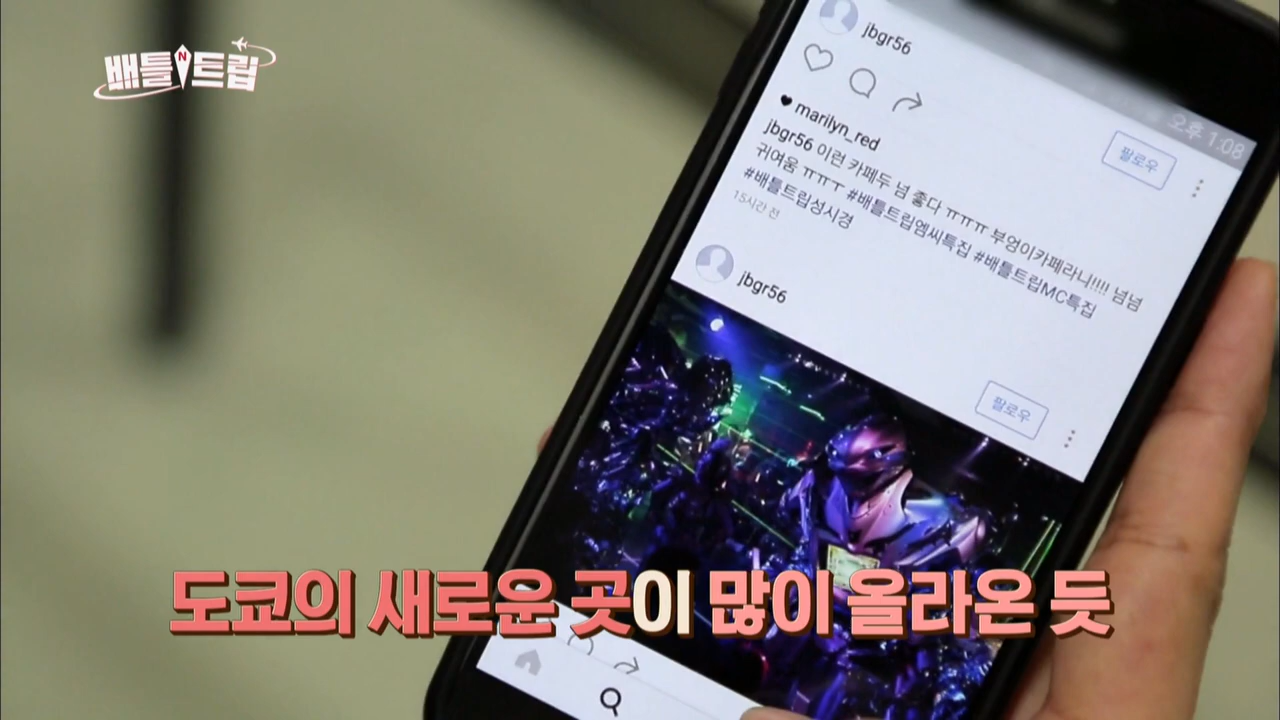 배틀N트립
오후 1:08
jbgr56
팔로우
marilyn_red
jbgr56 이런 카페두 넘 좋다 ㅠㅠㅠ 부엉이카페라니!!!! 넘넘
귀여움 ㅠㅠㅜ #배틀트립엠씨특집 #배틀트립MC특집
#배틀트립성시경
15시간 전
jbgr56
팔로우
도쿄의 새로운 곳이 많이 올라온 듯